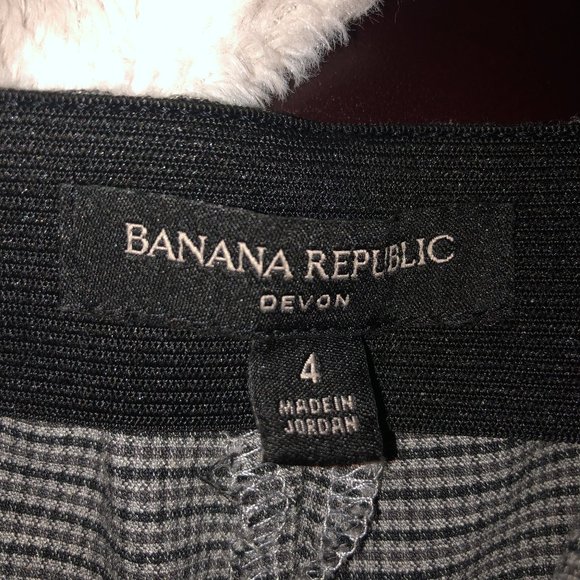 BANANA REPUBLIC
DEVON
4
MADE IN
JORDAN